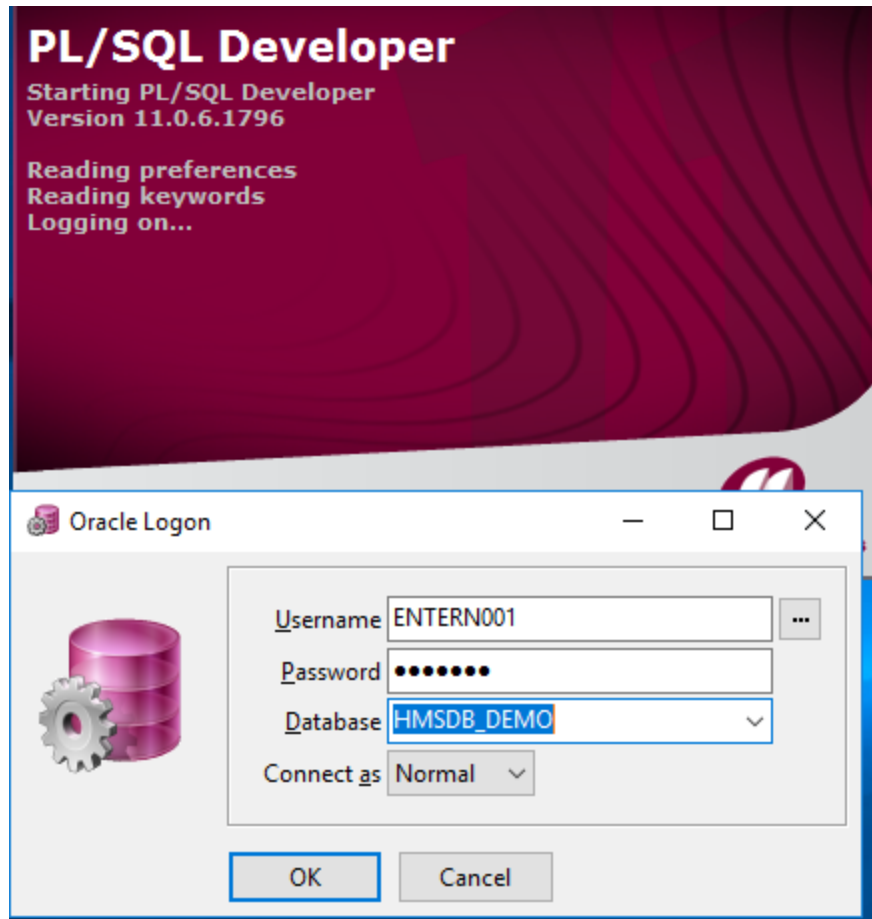 PL/SQL Developer
Starting PL/SQL Developer
Version 11.0.6.1796
Reading preferences
Reading keywords
Logging on...
Oracle Logon
Username ENTERN001 ...
Password •••••••
Database HMSDB_DEMO
Connect as Normal
OK Cancel